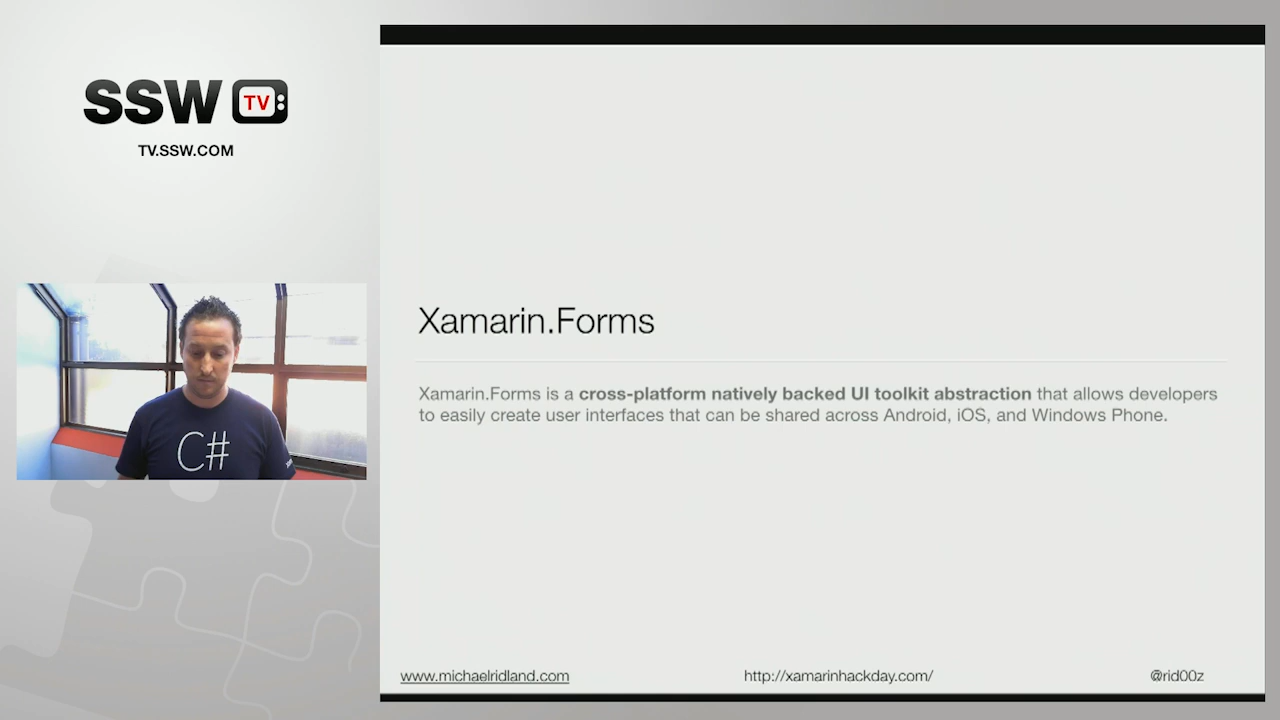 SSW TV
TV.SSW.COM
C#
Xamarin.Forms
Xamarin.Forms is a cross-platform natively backed UI toolkit abstraction that allows developers
to easily create user interfaces that can be shared across Android, iOS, and Windows Phone.
www.michaelridland.com http://xamarinhackday.com/ @rid00z